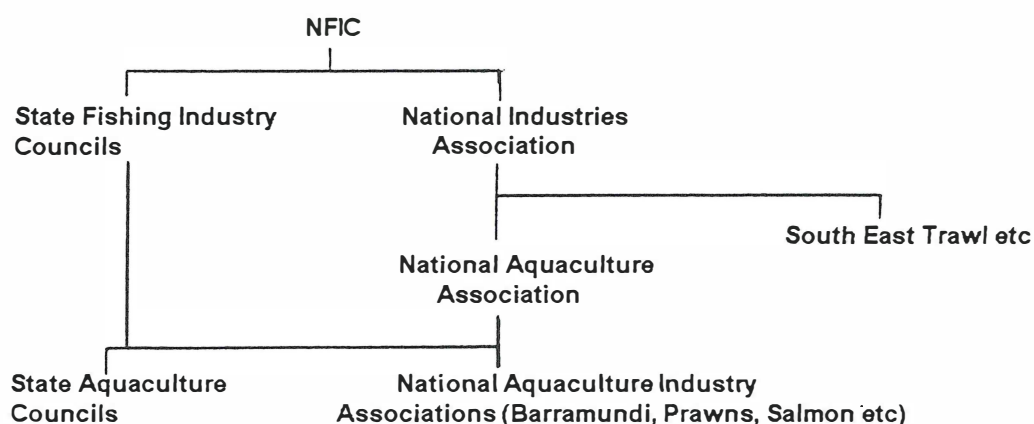 NFIC
State Fishing Industry
Councils
National Industries
Association
South East Trawl etc
National Aquaculture
Association
State Aquaculture
Councils
National Aquaculture Industry
Associations (Barramundi, Prawns, Salmon etc)